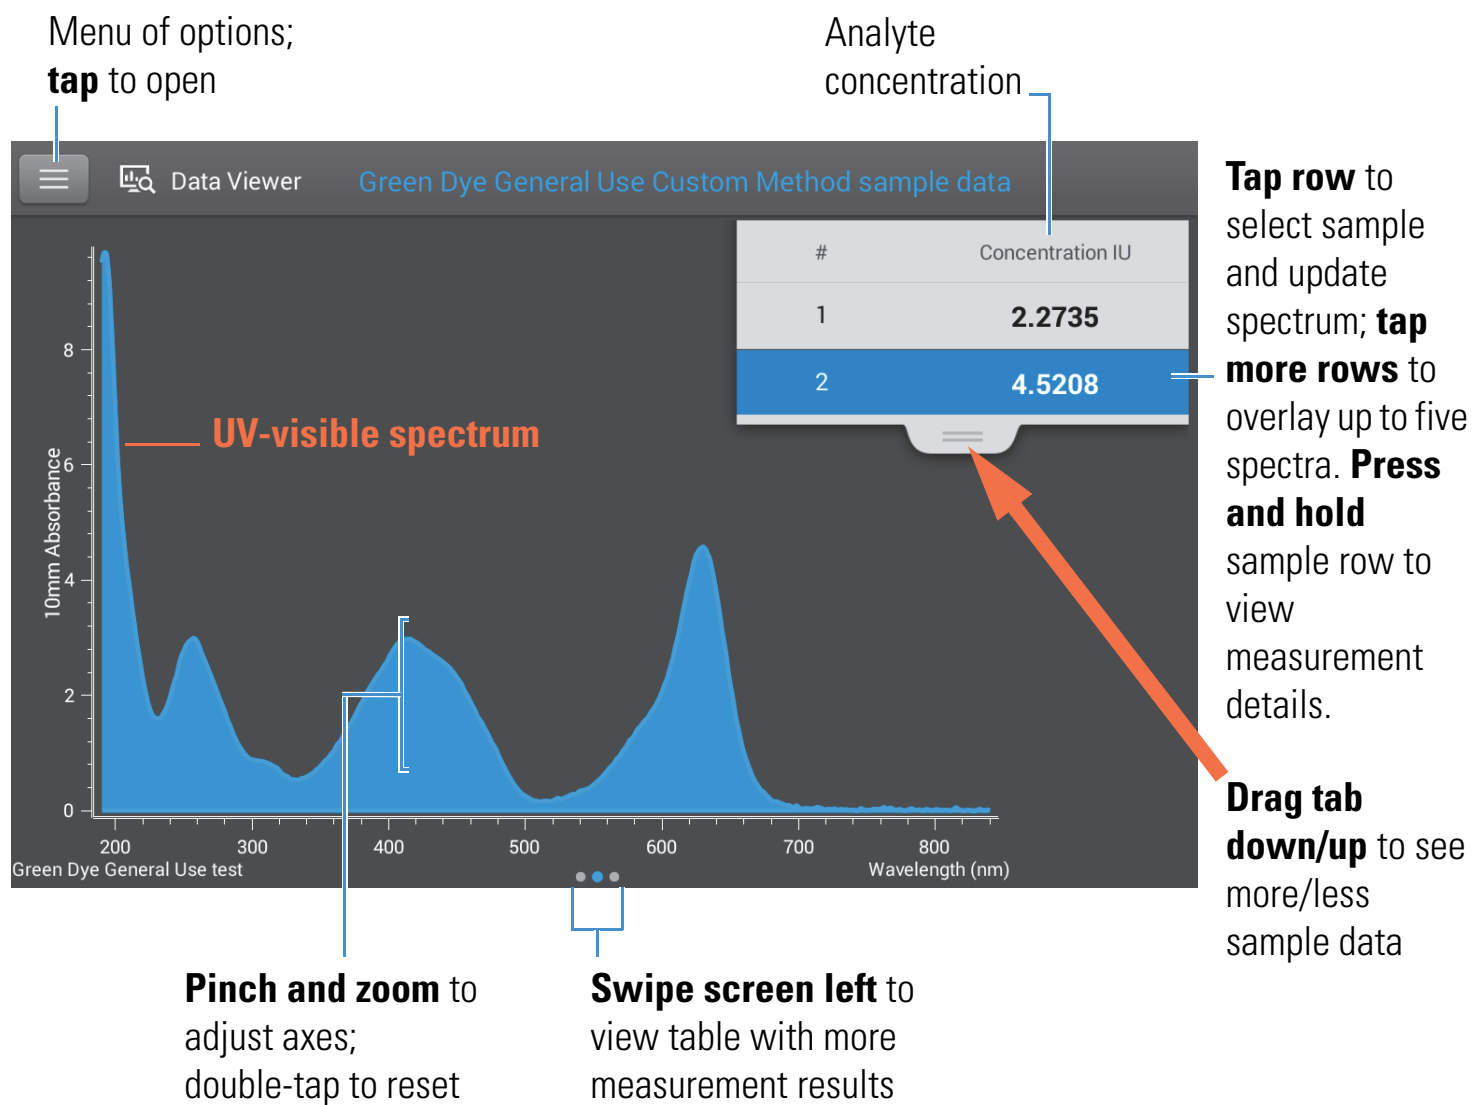 Menu of options;
tap to open
Analyte
concentration
Data Viewer
Green Dye General Use Custom Method sample data
# Concentration IU
1 2.2735
2 4.5208
Tap row to
select sample
and update
spectrum; tap
more rows to
overlay up to five
spectra. Press
and hold
sample row to
view
measurement
details.
UV-visible spectrum
10mm Absorbance
8
6
4
2
0
200 300 400 500 600 700 800
Green Dye General Use test
Wavelength (nm)
Drag tab
down/up to see
more/less
sample data
Pinch and zoom to
adjust axes;
double-tap to reset
Swipe screen left to
view table with more
measurement results